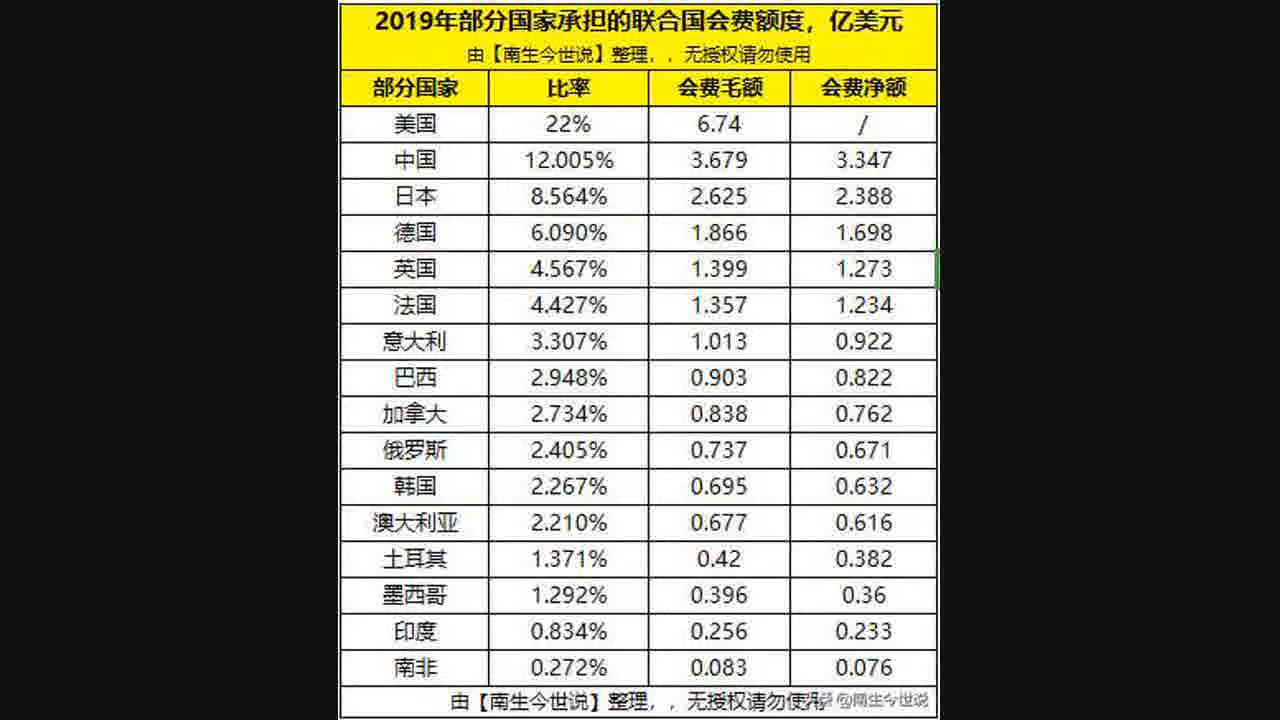 2019年部分国家承担的联合国会费额度，亿美元
由【南生今世说】整理，，无授权请勿使用
部分国家 比率 会费毛额 会费净额
美国 22% 6.74 /
中国 12.005% 3.679 3.347
日本 8.564% 2.625 2.388
德国 6.090% 1.866 1.698
英国 4.567% 1.399 1.273
法国 4.427% 1.357 1.234
意大利 3.307% 1.013 0.922
巴西 2.948% 0.903 0.822
加拿大 2.734% 0.838 0.762
俄罗斯 2.405% 0.737 0.671
韩国 2.267% 0.695 0.632
澳大利亚 2.210% 0.677 0.616
土耳其 1.371% 0.42 0.382
墨西哥 1.292% 0.396 0.36
印度 0.834% 0.256 0.233
南非 0.272% 0.083 0.076
由【南生今世说】整理，，无授权请勿使用 @南生今世说